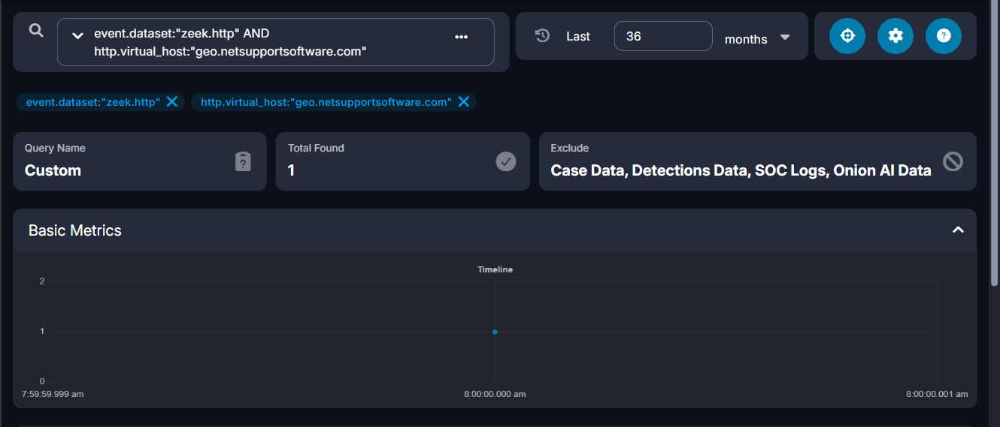 event.dataset:"zeek.http" AND
http.virtual_host:"geo.netsupportsoftware.com"
Last 36 months
event.dataset:"zeek.http"
http.virtual_host:"geo.netsupportsoftware.com"
Query Name
Custom
Total Found
1
Exclude
Case Data, Detections Data, SOC Logs, Onion AI Data
Basic Metrics
Timeline
2
1
0
7:59:59.999 am 8:00:00.000 am 8:00:00.001 am